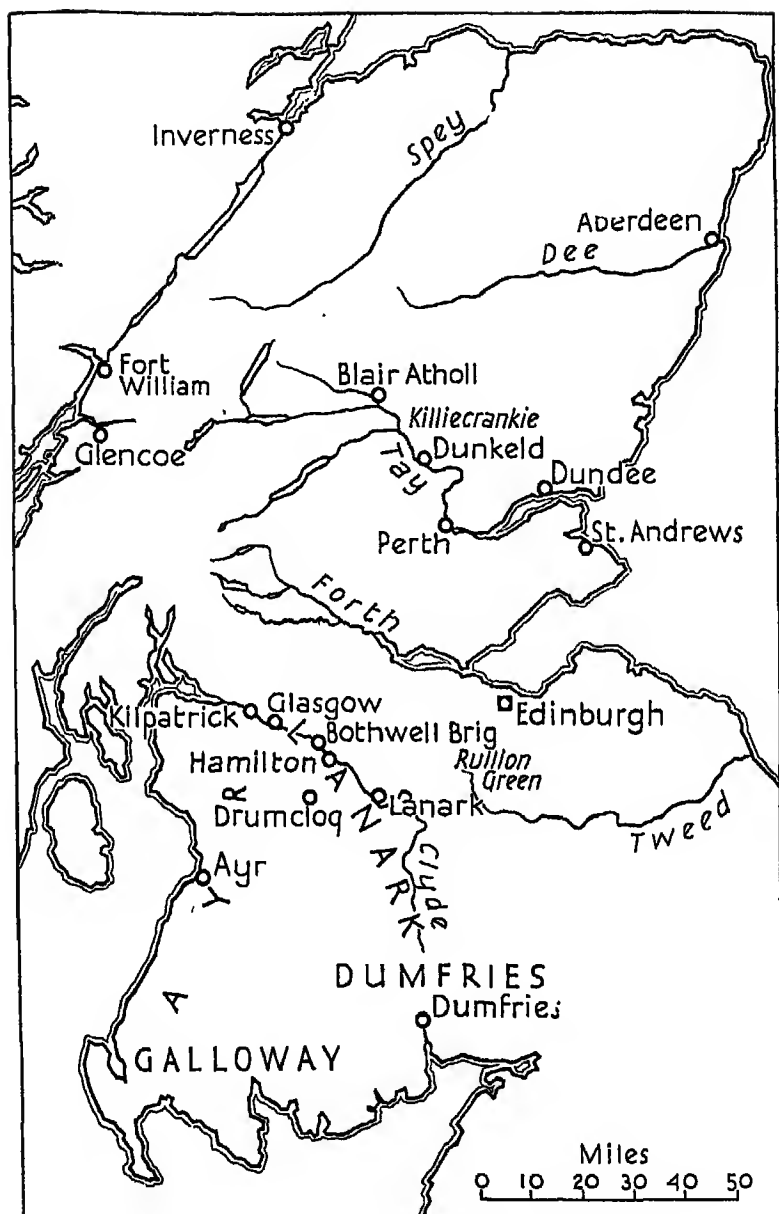 Inverness
Spey
Aberdeen
Dee
Fort
William
Blair Atholl
Killiecrankie
Glencoe
Dunkeld
Tay
Dundee
Perth
St. Andrews
Forth
Kilpatrick
Glasgow
Bothwell Brig
Edinburgh
Hamilton
Rullion
Green
Drumclog
Lanark
Tweed
LANARK
Clyde
Ayr
AYR
DUMFRIES
Dumfries
GALLOWAY
Miles
0 10 20 30 40 50